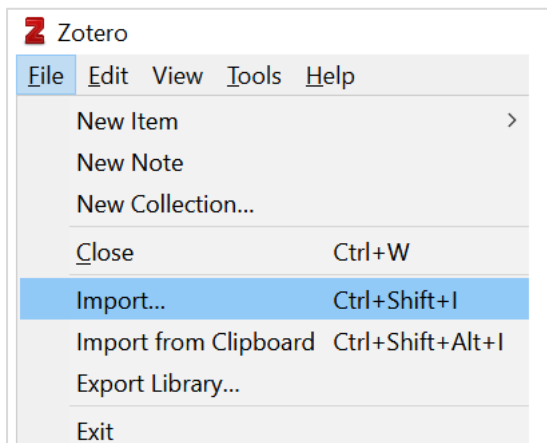 Zotero
File Edit View Tools Help
New Item
New Note
New Collection...
Close Ctrl+W
Import... Ctrl+Shift+I
Import from Clipboard Ctrl+Shift+Alt+I
Export Library...
Exit